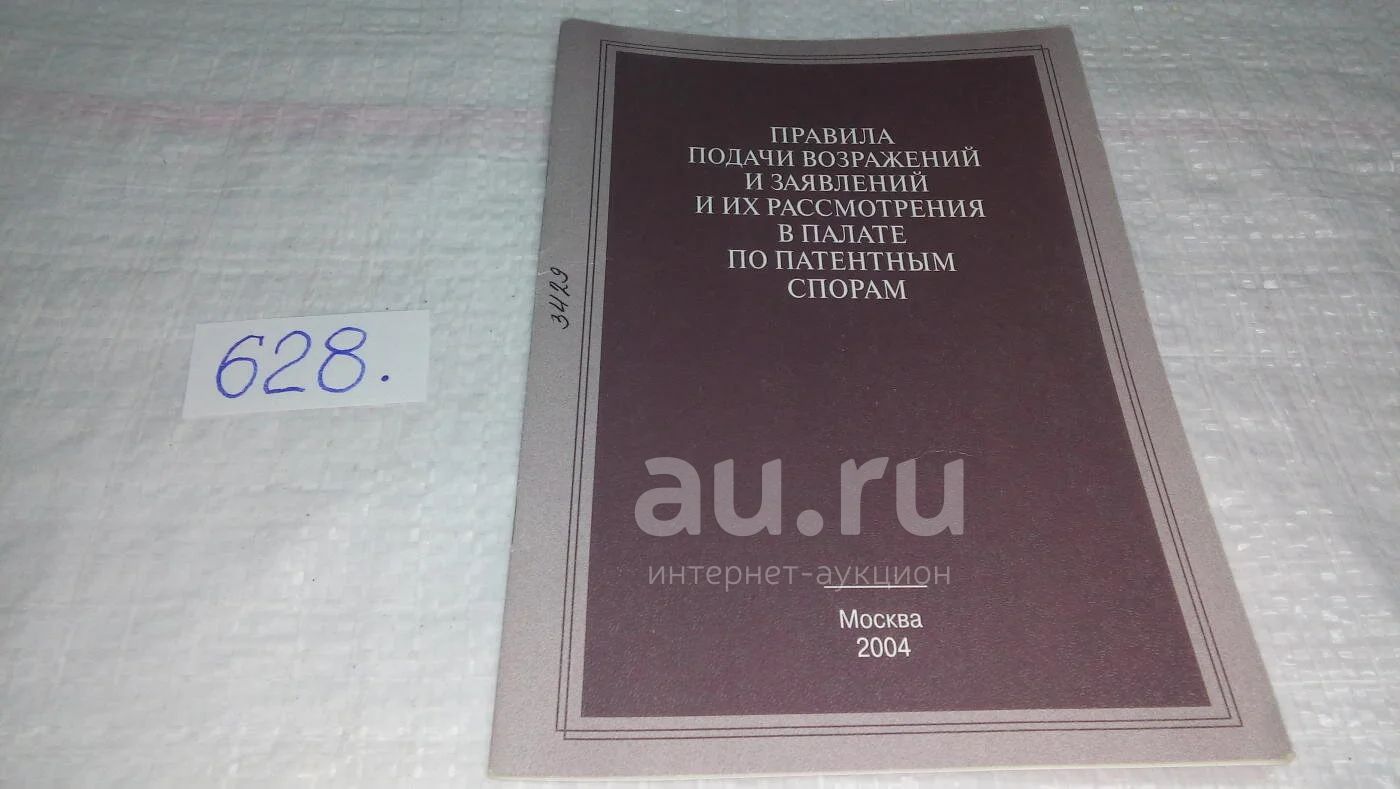 ПРАВИЛА
ПОДАЧИ ВОЗРАЖЕНИЙ
И ЗАЯВЛЕНИЙ
И ИХ РАССМОТРЕНИЯ
В ПАЛАТЕ
ПО ПАТЕНТНЫМ
СПОРАМ
3429
628.
au.ru
интернет-аукцион
Москва
2004